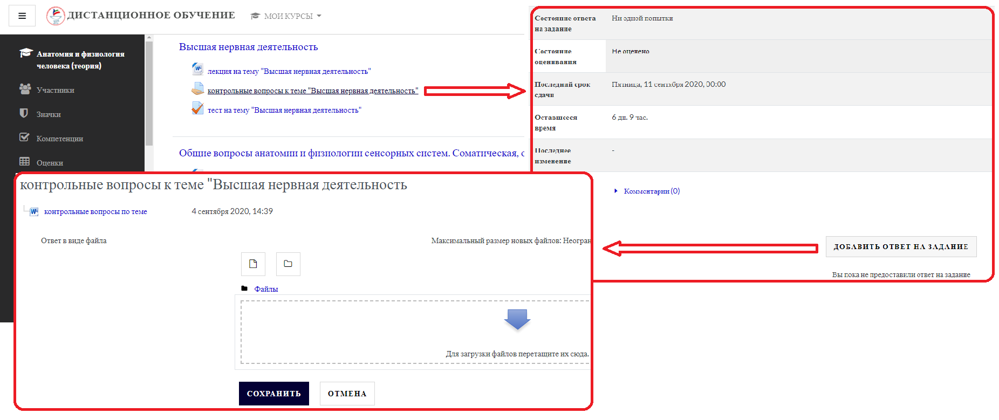 ДИСТАНЦИОННОЕ ОБУЧЕНИЕ
МОИ КУРСЫ
Анатомия и физиология
человека (теория)
Участники
Значки
Компетенции
Оценки
Высшая нервная деятельность
лекция на тему "Высшая нервная деятельность"
контрольные вопросы к теме "Высшая нервная деятельность"
тест на тему "Высшая нервная деятельность"
Общие вопросы анатомии и физиологии сенсорных систем. Соматическая, с
Состояние ответа Ни одной попытки
на задание
Состояние Не оценено
оценивания
Последний срок Пятница, 11 сентября 2020, 00:00
сдачи
Оставшееся 6 дн. 9 час.
время
Последнее -
изменение
Комментарии (0)
ДОБАВИТЬ ОТВЕТ НА ЗАДАНИЕ
Вы пока не предоставили ответ на задание
контрольные вопросы к теме "Высшая нервная деятельность
контрольные вопросы по теме 4 сентября 2020, 14:39
Ответ в виде файла Максимальный размер новых файлов: Неогран
Файлы
Для загрузки файлов перетащите их сюда.
СОХРАНИТЬ ОТМЕНА